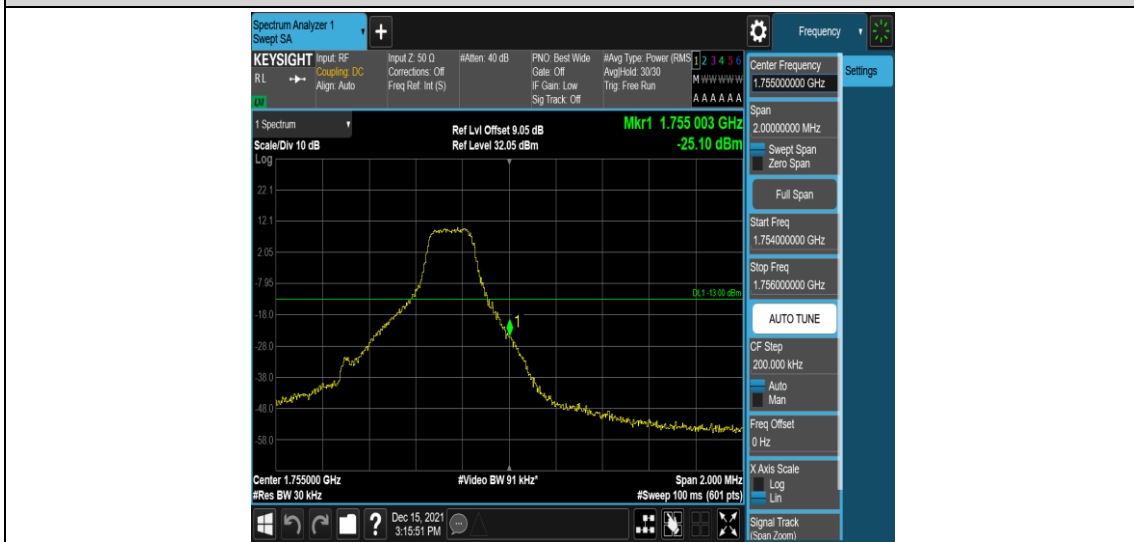 Spectrum Analyzer 1
Swept SA
+
Frequency
KEYSIGHT
RL
LXI
Input: RF
Coupling: DC
Align: Auto
Input Z: 50 Ω
Corrections: Off
Freq Ref: Int (S)
#Atten: 40 dB
PNO: Best Wide
Gate: Off
IF Gain: Low
Sig Track: Off
#Avg Type: Power (RMS
Avg|Hold: 30/30
Trig: Free Run
1 2 3 4 5 6
M W W W W W
A A A A A A
Center Frequency
1.755000000 GHz
Settings
Span
2.00000000 MHz
Swept Span
Zero Span
Full Span
Start Freq
1.754000000 GHz
Stop Freq
1.756000000 GHz
AUTO TUNE
CF Step
200.000 kHz
Auto
Man
Freq Offset
0 Hz
X Axis Scale
Log
Lin
Signal Track
(Span Zoom)
1 Spectrum
Scale/Div 10 dB
Log
Ref Lvl Offset 9.05 dB
Ref Level 32.05 dBm
Mkr1 1.755 003 GHz
-25.10 dBm
22.1
12.1
2.05
-7.95
DL1 -13.00 dBm
-18.0
1
-28.0
-38.0
-48.0
-58.0
Center 1.755000 GHz
#Res BW 30 kHz
#Video BW 91 kHz*
Span 2.000 MHz
#Sweep 100 ms (601 pts)
?
Dec 15, 2021
3:15:51 PM